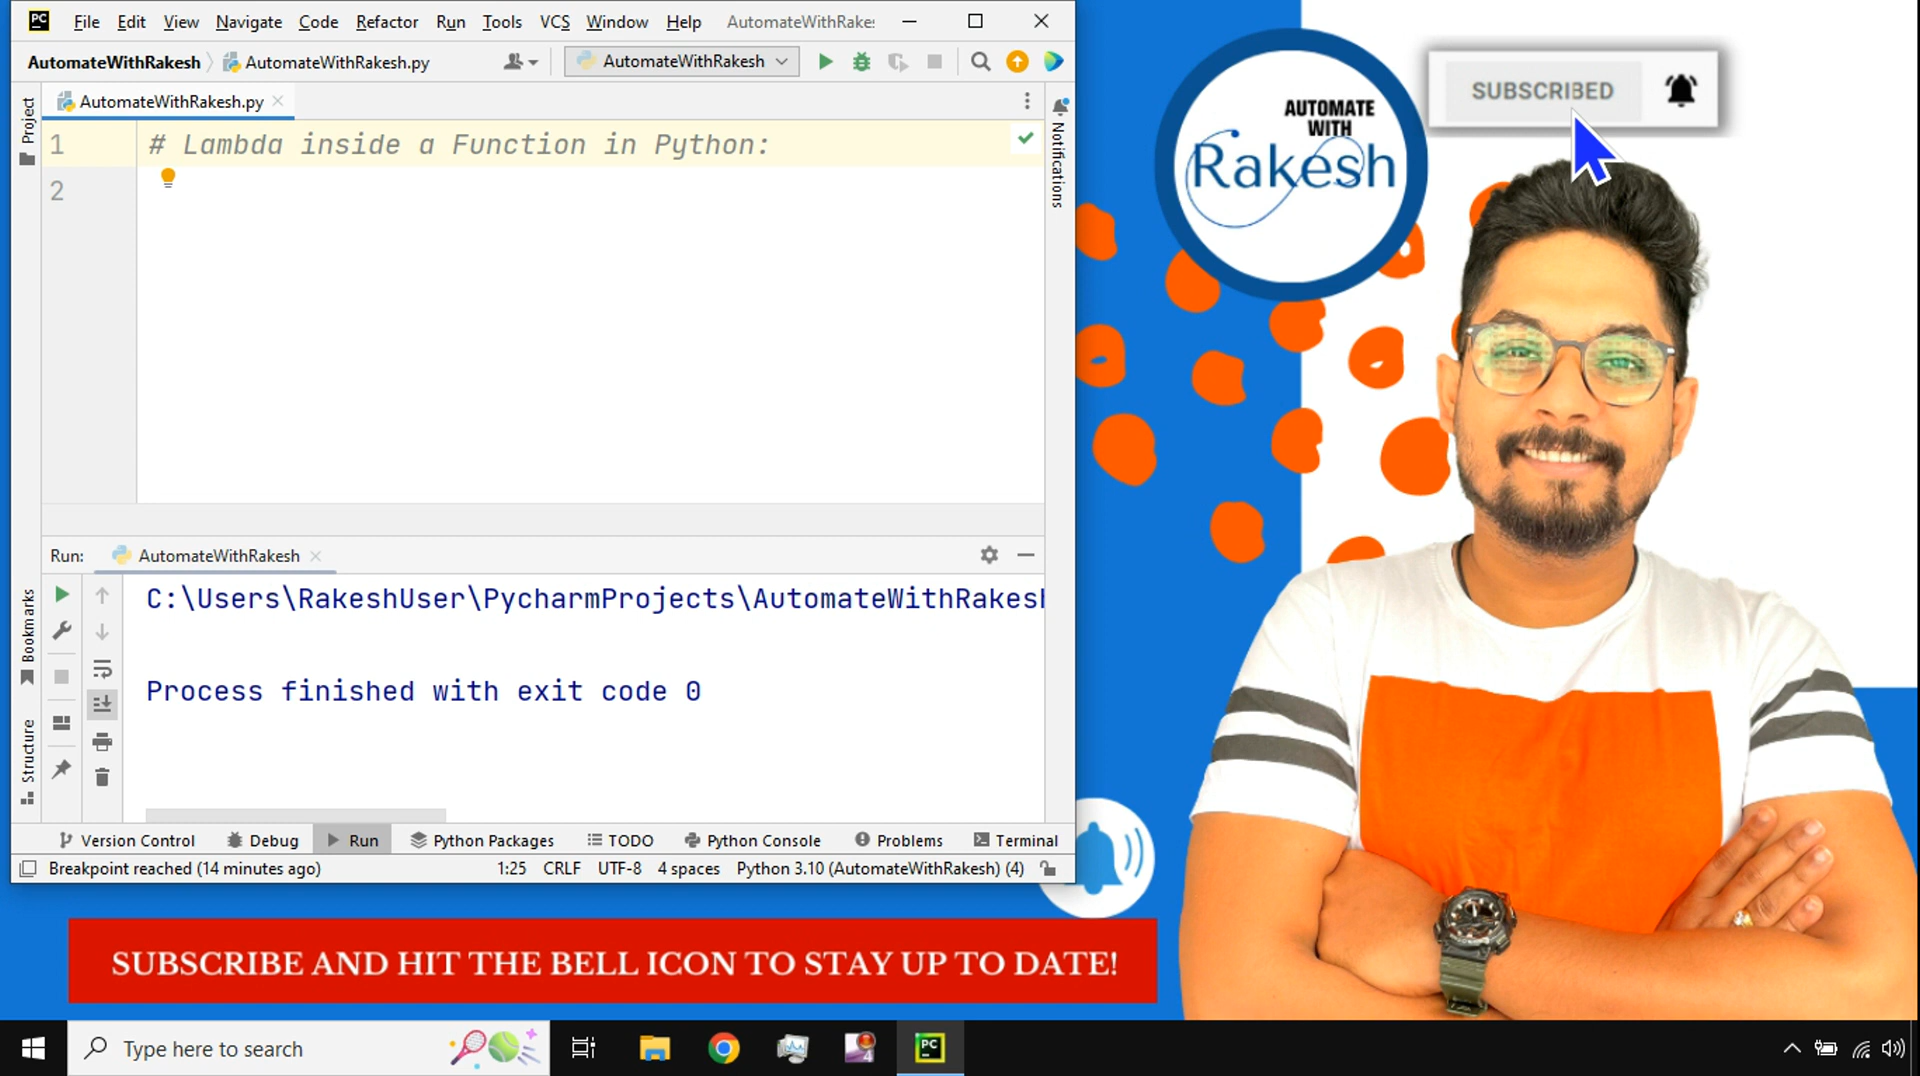 PC File Edit View Navigate Code Refactor Run Tools VCS Window Help AutomateWithRake
AutomateWithRakesh AutomateWithRakesh.py AutomateWithRakesh
AutomateWithRakesh.py
Project
Notifications
1 # Lambda inside a Function in Python:
2
Run: AutomateWithRakesh
C:\Users\RakeshUser\PycharmProjects\AutomateWithRakesh
Process finished with exit code 0
Bookmarks
Structure
Version Control Debug Run Python Packages TODO Python Console Problems Terminal
Breakpoint reached (14 minutes ago) 1:25 CRLF UTF-8 4 spaces Python 3.10 (AutomateWithRakesh) (4)
AUTOMATE
WITH
Rakesh
SUBSCRIBED
SUBSCRIBE AND HIT THE BELL ICON TO STAY UP TO DATE!
Type here to search
4
PC